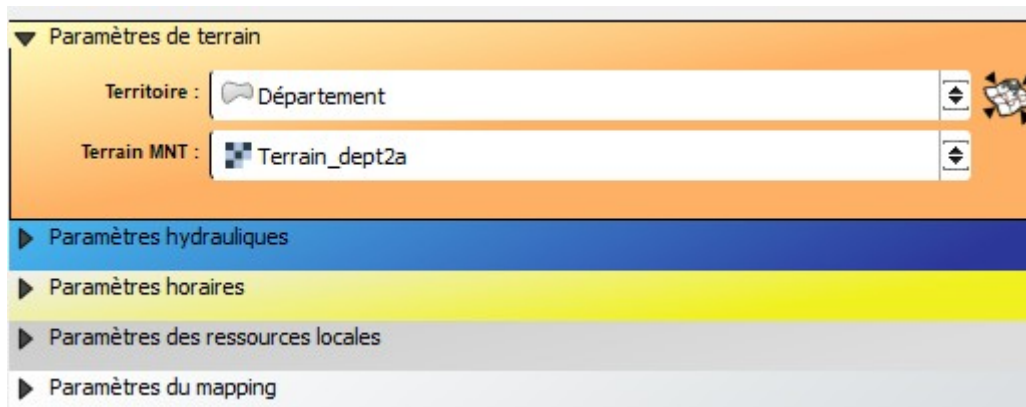 Paramètres de terrain
Territoire : Département
Terrain MNT : Terrain_dept2a
Paramètres hydrauliques
Paramètres horaires
Paramètres des ressources locales
Paramètres du mapping